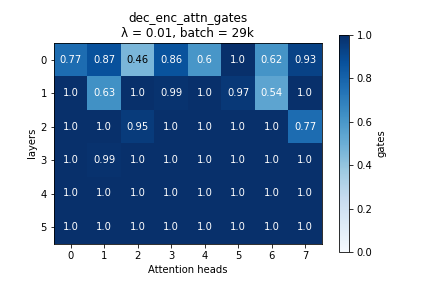 dec_enc_attn_gates
λ = 0.01, batch = 29k
0 0.77 0.87 0.46 0.86 0.6 1.0 0.62 0.93
1 1.0 0.63 1.0 0.99 1.0 0.97 0.54 1.0
2 1.0 1.0 0.95 1.0 1.0 1.0 1.0 0.77
3 1.0 0.99 1.0 1.0 1.0 1.0 1.0 1.0
4 1.0 1.0 1.0 1.0 1.0 1.0 1.0 1.0
5 1.0 1.0 1.0 1.0 1.0 1.0 1.0 1.0
layers
0 1 2 3 4 5 6 7
Attention heads
1.0
0.8
0.6
0.4
0.2
0.0
gates